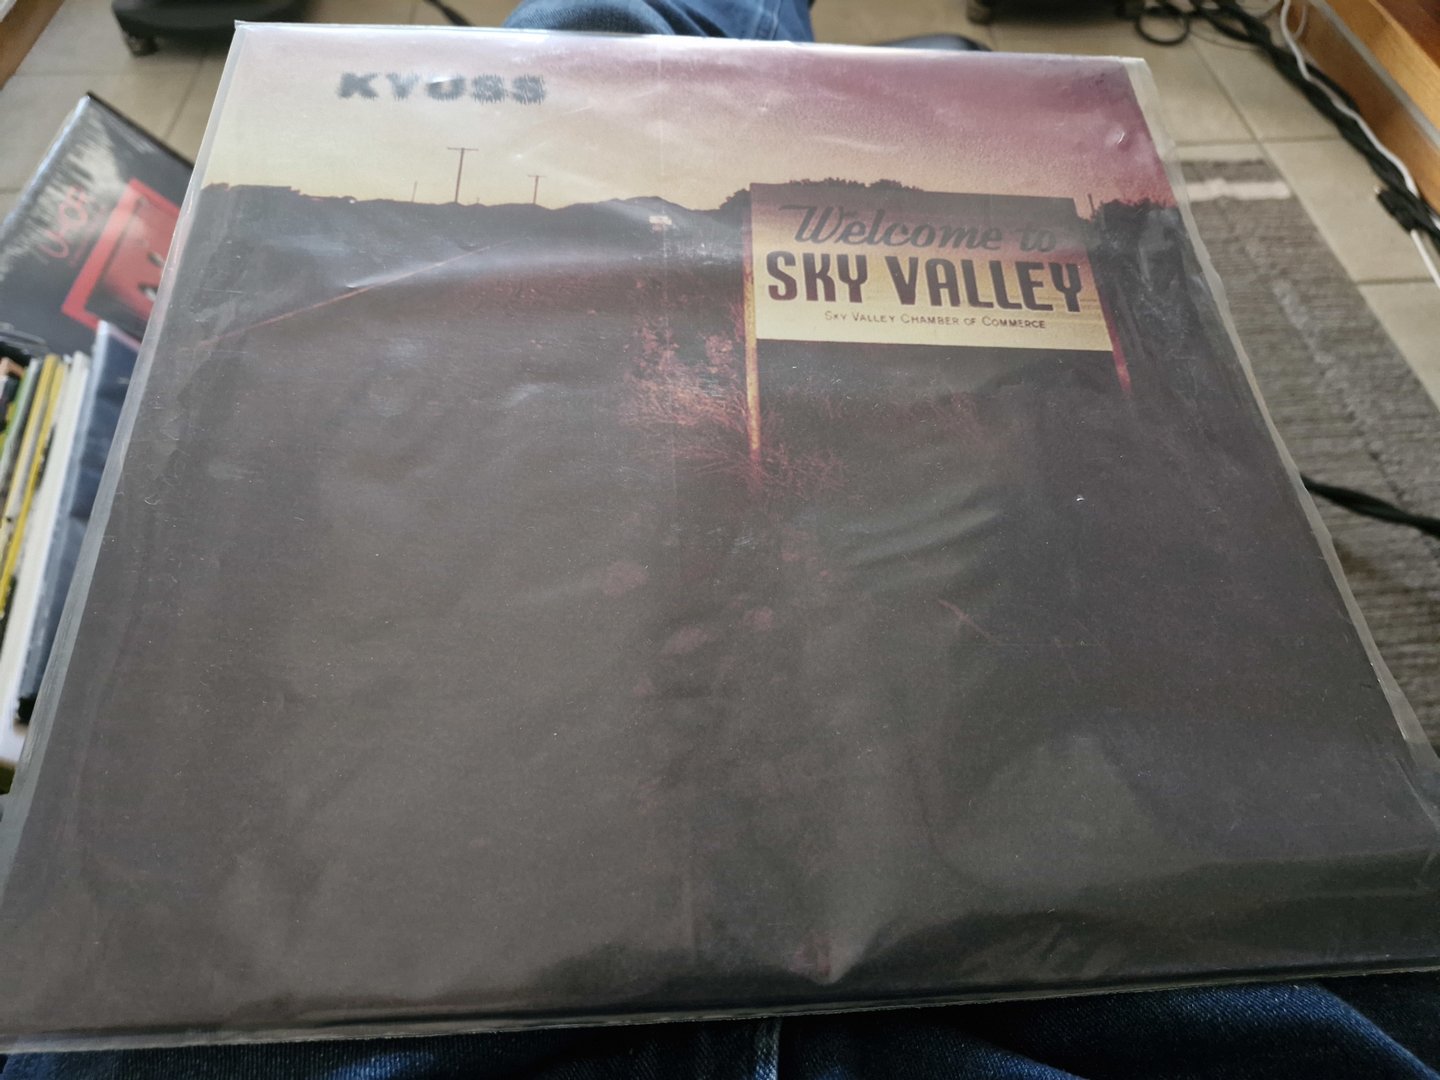 KYUSS
Welcome to
SKY VALLEY
SKY VALLEY CHAMBER OF COMMERCE